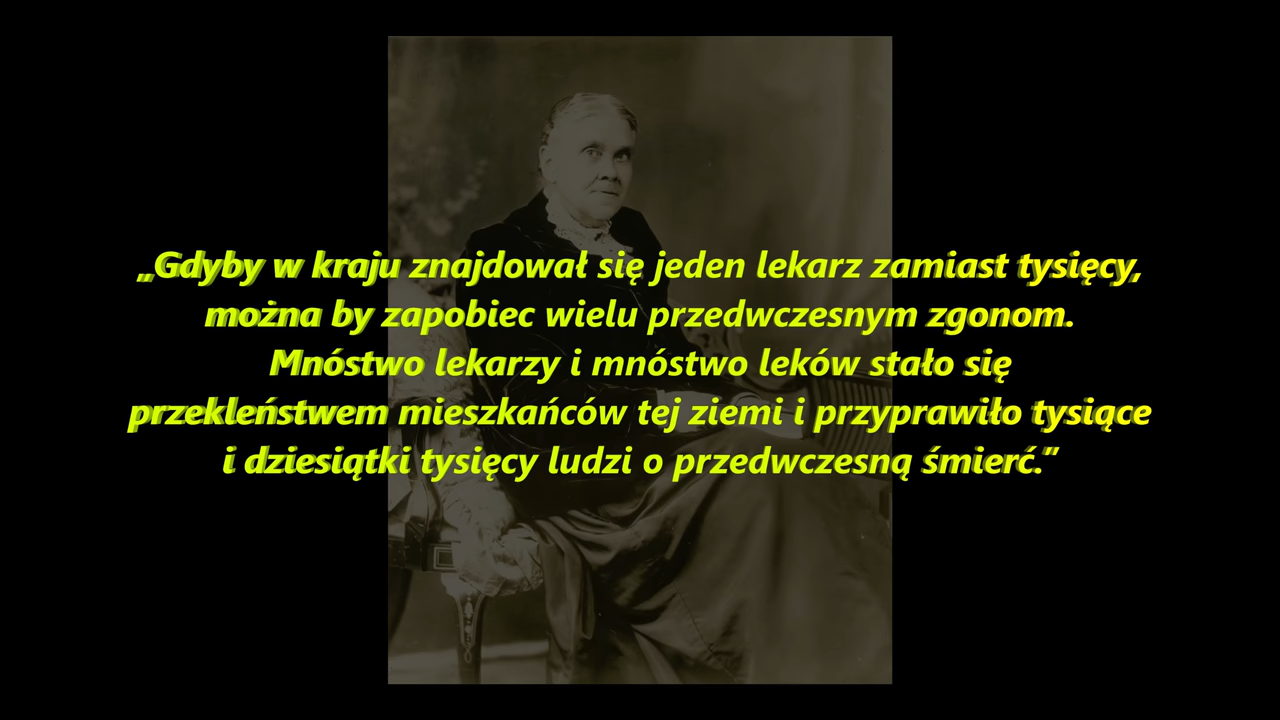 „Gdyby w kraju znajdował się jeden lekarz zamiast tysięcy,
można by zapobiec wielu przedwczesnym zgonom.
Mnóstwo lekarzy i mnóstwo leków stało się
przekleństwem mieszkańców tej ziemi i przyprawiło tysiące
i dziesiątki tysięcy ludzi o przedwczesną śmierć.”